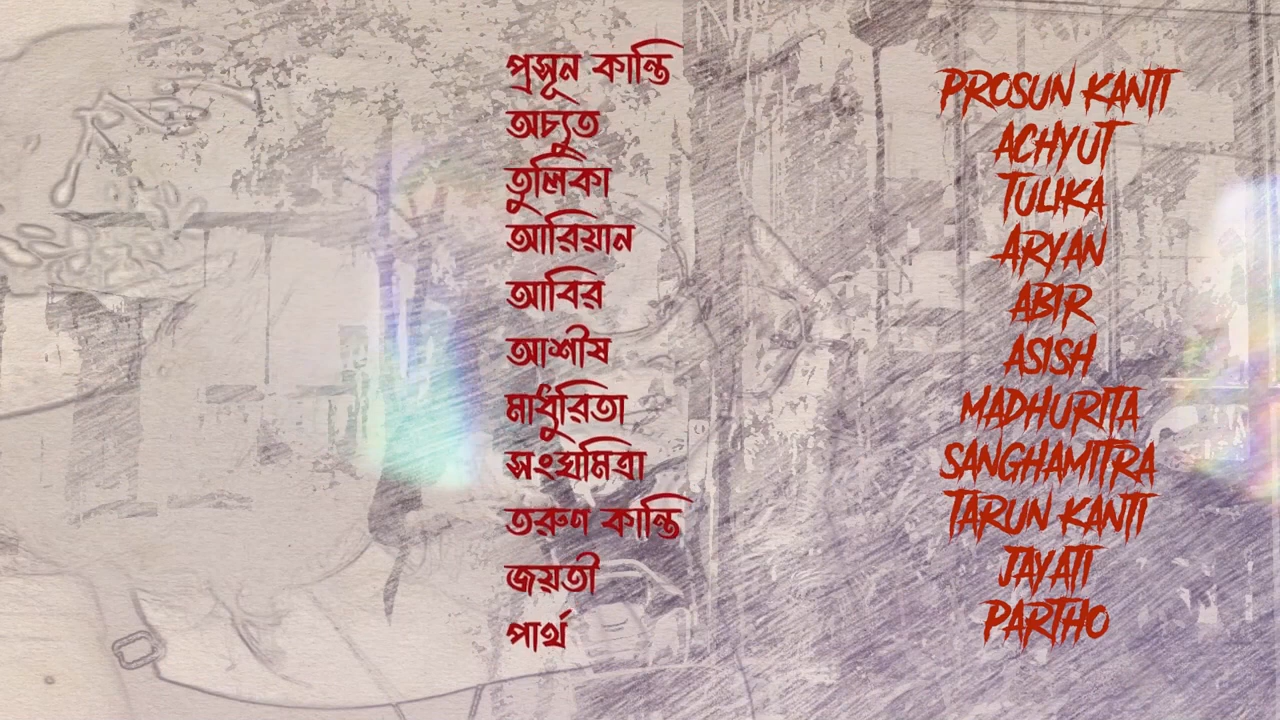 প্রসূন কান্তি
অচ্যুত
তুলিকা
আরিয়ান
আবির
আশীষ
মাধুরিতা
সংঘমিত্রা
তরুণ কান্তি
জয়তী
পার্থ
PROSUN KANTI
ACHYUT
TULIKA
ARYAN
ABIR
ASISH
MADHURITA
SANGHAMITRA
TARUN KANTI
JAYATI
PARTHO